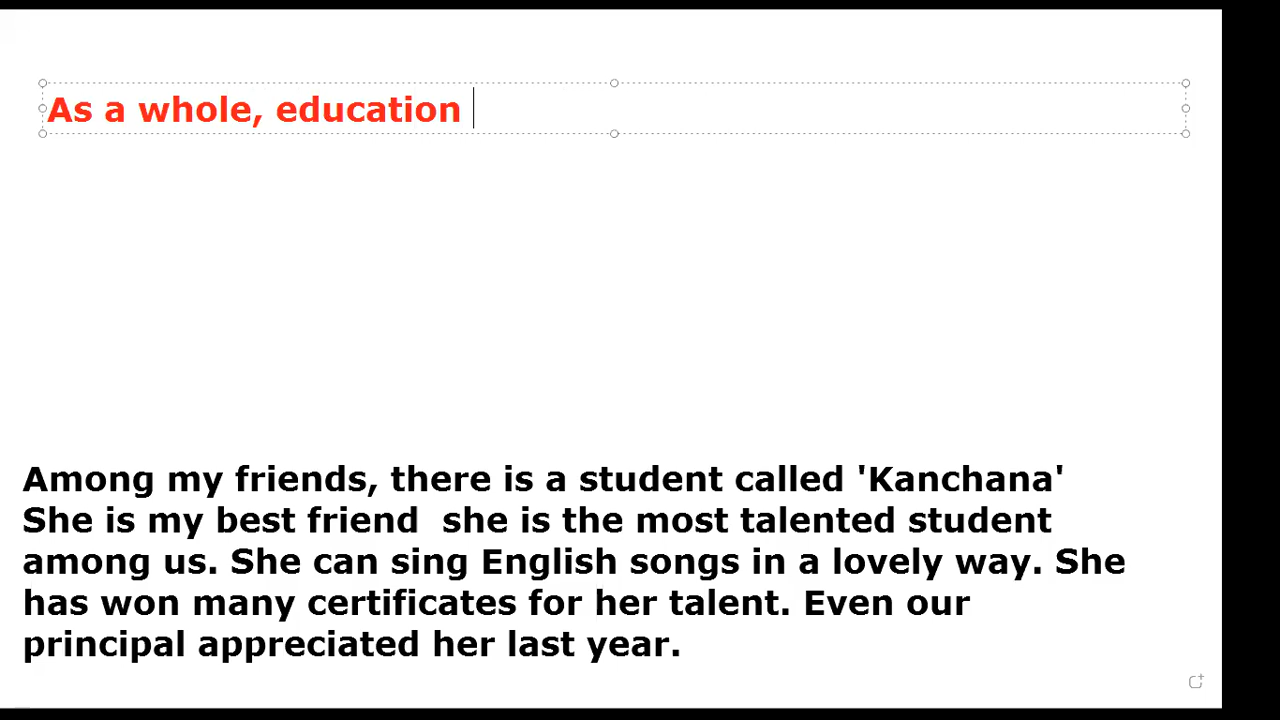 As a whole, education
Among my friends, there is a student called 'Kanchana'
She is my best friend  she is the most talented student
among us. She can sing English songs in a lovely way. She
has won many certificates for her talent. Even our
principal appreciated her last year.